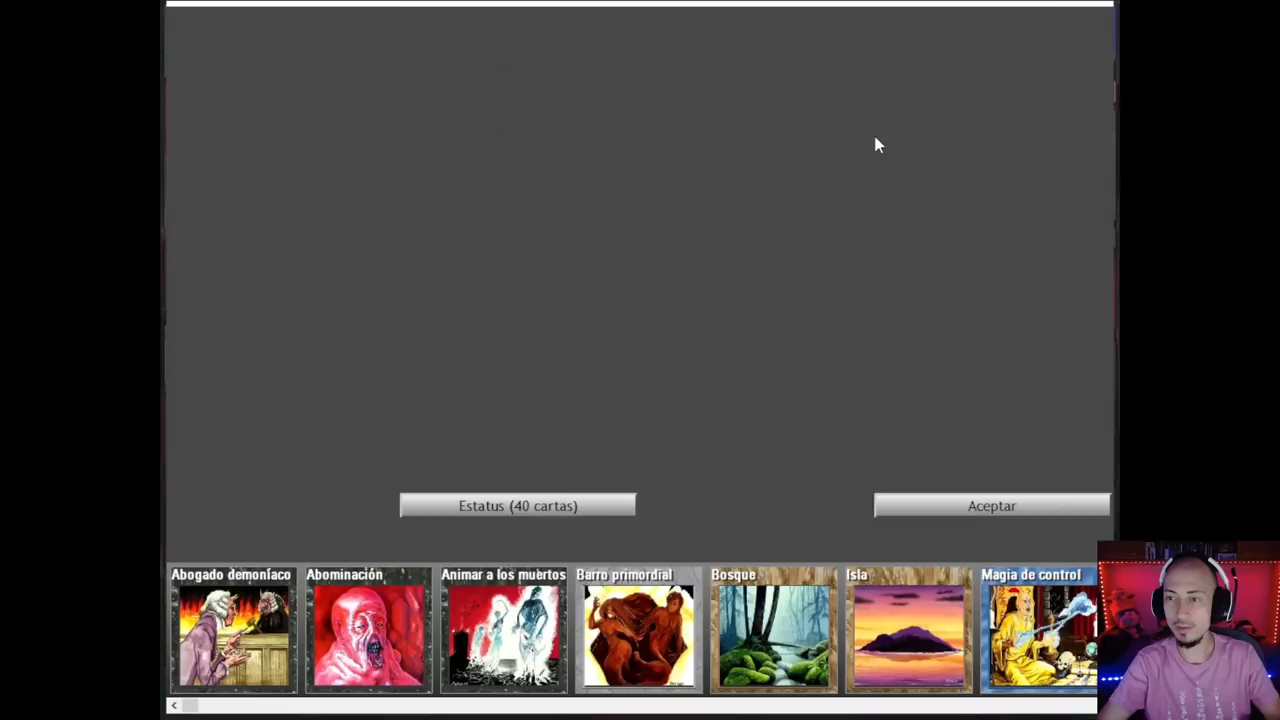 Estatus (40 cartas)
Aceptar
Abogado demoníaco
Abominación
Animar a los muertos
Barro primordial
Bosque
Isla
Magia de control